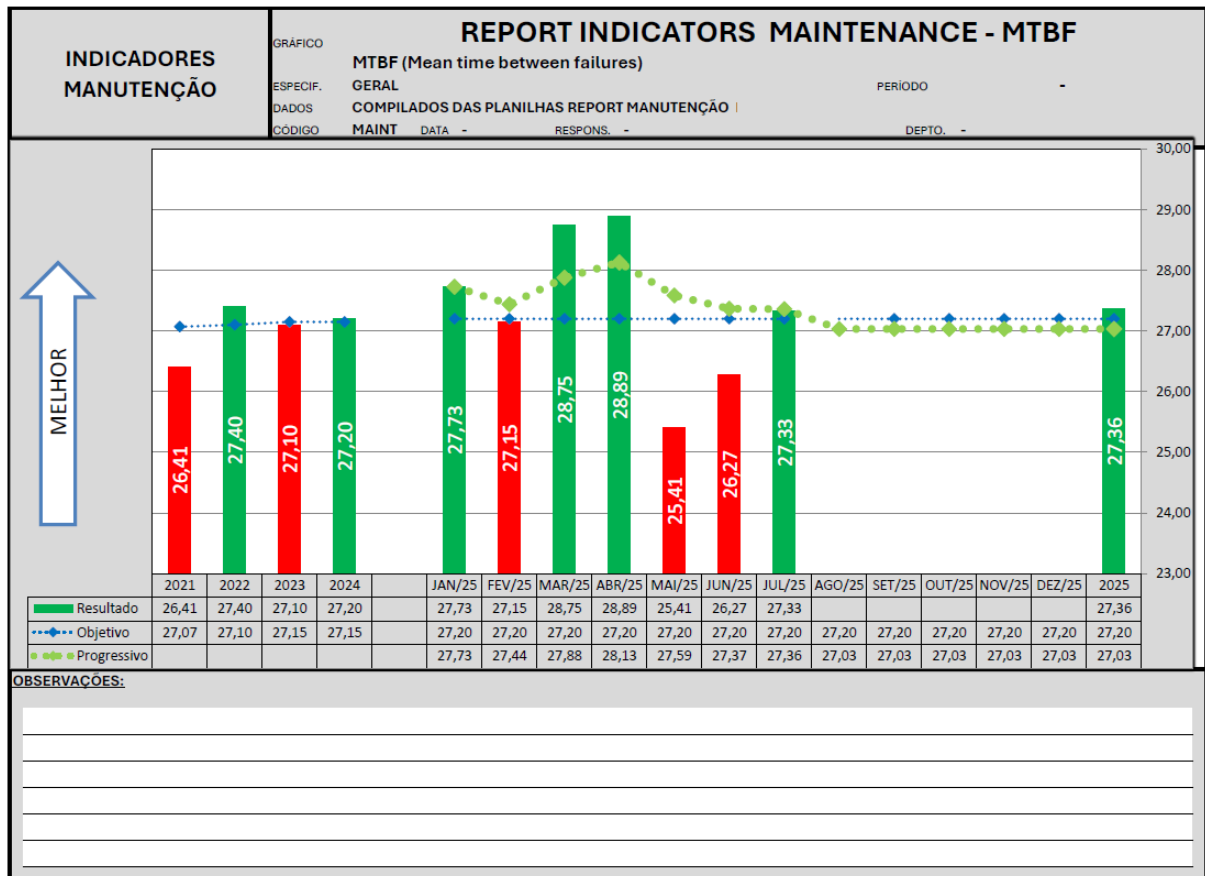 INDICADORES
MANUTENÇÃO
GRÁFICO
REPORT INDICATORS MAINTENANCE - MTBF
MTBF (Mean time between failures)
ESPECIF. GERAL PERÍODO -
DADOS COMPILADOS DAS PLANILHAS REPORT MANUTENÇÃO
CÓDIGO MAINT DATA - RESPONS. - DEPTO. -
MELHOR
30,00
29,00
28,00
27,00
26,00
25,00
24,00
23,00
26,41
27,40
27,10
27,20
27,73
27,15
28,75
28,89
25,41
26,27
27,33
27,36
2021 2022 2023 2024 JAN/25 FEV/25 MAR/25 ABR/25 MAI/25 JUN/25 JUL/25 AGO/25 SET/25 OUT/25 NOV/25 DEZ/25 2025
Resultado 26,41 27,40 27,10 27,20 27,73 27,15 28,75 28,89 25,41 26,27 27,33 27,36
Objetivo 27,07 27,10 27,15 27,15 27,20 27,20 27,20 27,20 27,20 27,20 27,20 27,20 27,20 27,20 27,20 27,20 27,20
Progressivo 27,73 27,44 27,88 28,13 27,59 27,37 27,36 27,03 27,03 27,03 27,03 27,03 27,03
OBSERVAÇÕES: